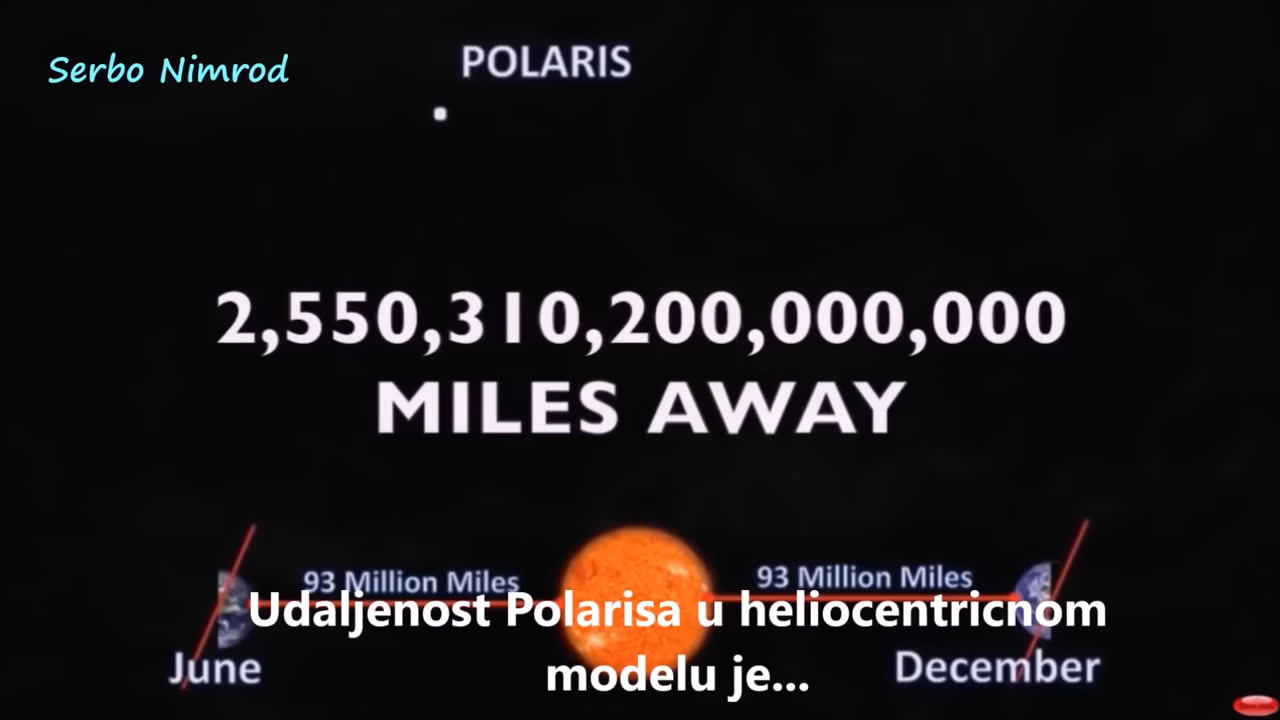 Serbo Nimrod
POLARIS
2,550,310,200,000,000
MILES AWAY
93 Million Miles
93 Million Miles
Udaljenost Polarisa u heliocentricnom
modelu je...
June
December